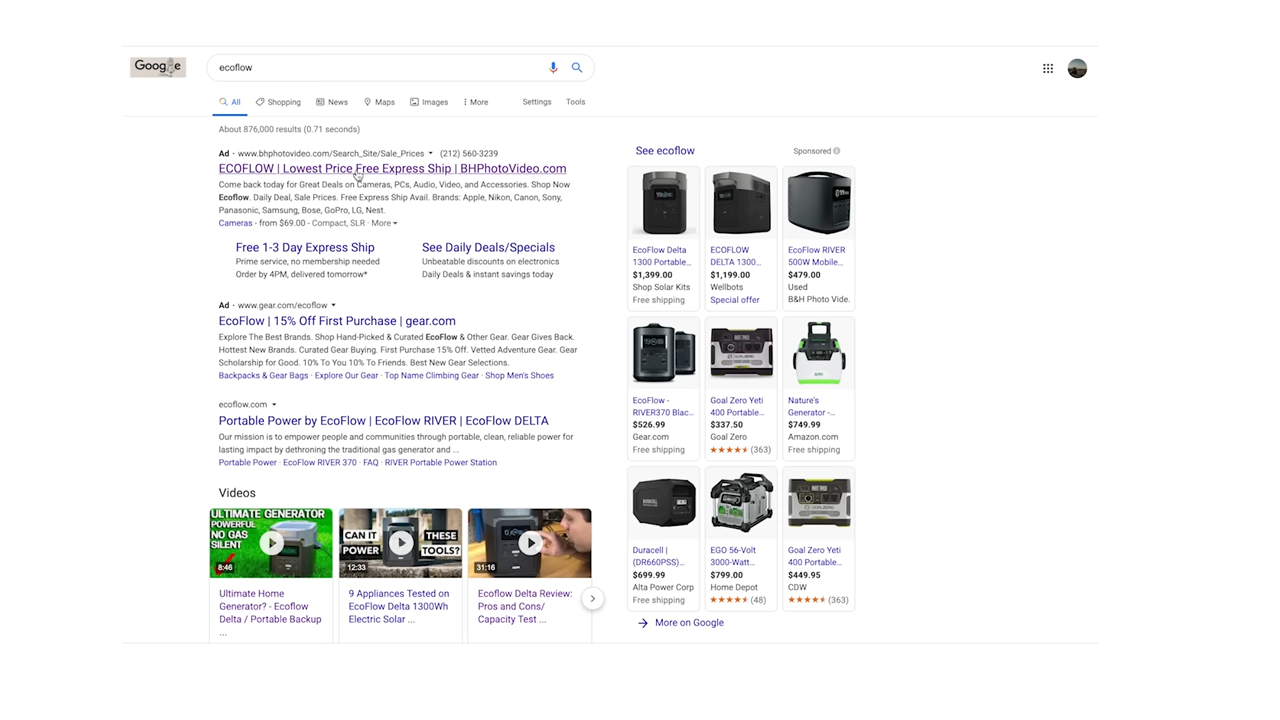 Google
ecoflow
All
Shopping
News
Maps
Images
More
Settings
Tools
About 876,000 results (0.71 seconds)
Ad · www.bhphotovideo.com/Search_Site/Sale_Prices
(212) 560-3239
ECOFLOW | Lowest Price Free Express Ship | BHPhotoVideo.com
Come back today for Great Deals on Cameras, PCs, Audio, Video, and Accessories. Shop Now
Ecoflow. Daily Deal, Sale Prices. Free Express Ship Avail. Brands: Apple, Nikon, Canon, Sony,
Panasonic, Samsung, Bose, GoPro, LG, Nest.
Cameras - from $69.00 - Compact, SLR · More
Free 1-3 Day Express Ship
Prime service, no membership needed
Order by 4PM, delivered tomorrow*
See Daily Deals/Specials
Unbeatable discounts on electronics
Daily Deals & instant savings today
Ad · www.gear.com/ecoflow
EcoFlow | 15% Off First Purchase | gear.com
Explore The Best Brands. Shop Hand-Picked & Curated EcoFlow & Other Gear. Gear Gives Back.
Hottest New Brands. Curated Gear Buying. First Purchase 15% Off. Vetted Adventure Gear. Gear
Scholarship for Good. 10% To You 10% To Friends. Best New Gear Selections.
Backpacks & Gear Bags · Explore Our Gear · Top Name Climbing Gear · Shop Men's Shoes
ecoflow.com
Portable Power by EcoFlow | EcoFlow RIVER | EcoFlow DELTA
Our mission is to empower people and communities through portable, clean, reliable power for
lasting impact by dethroning the traditional gas generator and ...
Portable Power · EcoFlow RIVER 370 · FAQ · RIVER Portable Power Station
Videos
ULTIMATE GENERATOR
POWERFUL
NO GAS
SILENT
8:46
Ultimate Home
Generator? - Ecoflow
Delta / Portable Backup
...
CAN IT
POWER
THESE
TOOLS?
12:33
9 Appliances Tested on
EcoFlow Delta 1300Wh
Electric Solar ...
31:16
Ecoflow Delta Review:
Pros and Cons/
Capacity Test ...
See ecoflow
Sponsored
EcoFlow Delta
1300 Portable...
$1,399.00
Shop Solar Kits
Free shipping
ECOFLOW
DELTA 1300...
$1,199.00
Wellbots
Special offer
EcoFlow RIVER
500W Mobile...
$479.00
Used
B&H Photo Vide.
EcoFlow -
RIVER370 Blac...
$526.99
Gear.com
Free shipping
GOALZERO
Goal Zero Yeti
400 Portable...
$337.50
Goal Zero
(363)
Nature's
Generator -...
$749.99
Amazon.com
Free shipping
DURACELL
Duracell |
(DR660PSS)...
$699.99
Alta Power Corp
Free shipping
EGO 56-Volt
3000-Watt...
$799.00
Home Depot
(48)
GOALZERO
Goal Zero Yeti
400 Portable...
$449.95
CDW
(363)
More on Google